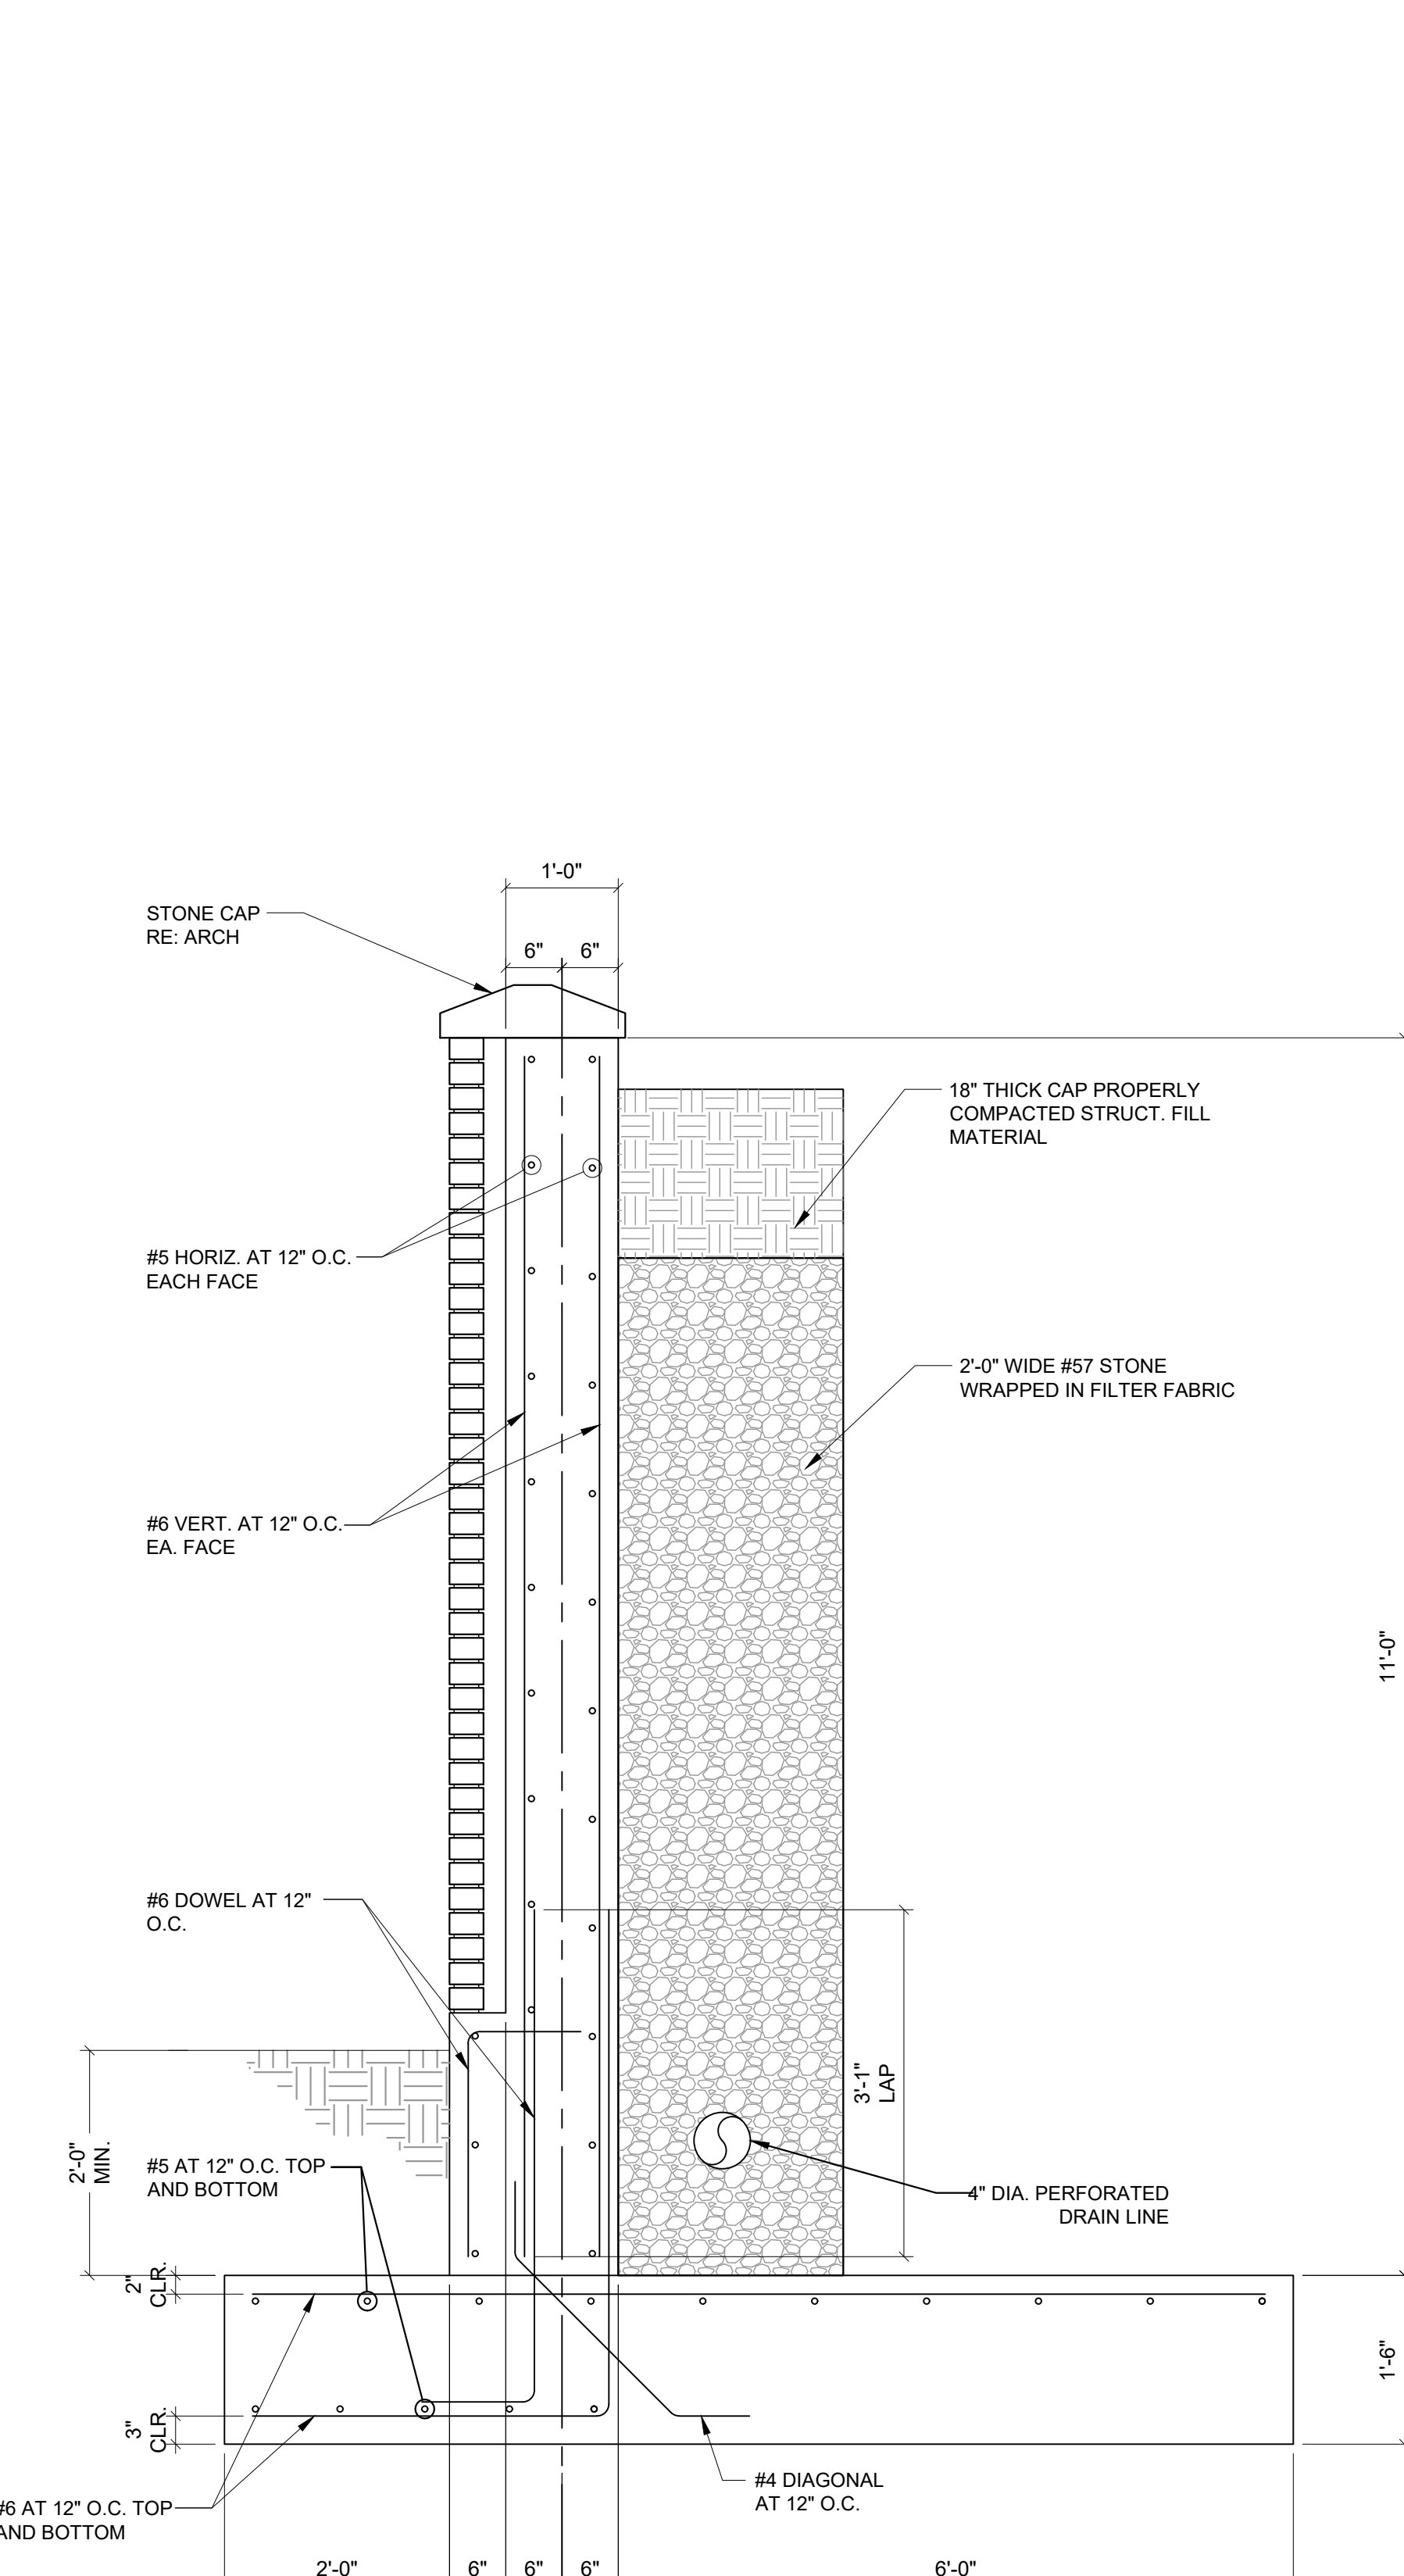 1'-0"
STONE CAP
RE: ARCH
6" 6"
18" THICK CAP PROPERLY
COMPACTED STRUCT. FILL
MATERIAL
#5 HORIZ. AT 12" O.C.
EACH FACE
2'-0" WIDE #57 STONE
WRAPPED IN FILTER FABRIC
#6 VERT. AT 12" O.C.
EA. FACE
11'-0"
#6 DOWEL AT 12"
O.C.
3'-1"
LAP
2'-0"
MIN.
#5 AT 12" O.C. TOP
AND BOTTOM
4" DIA. PERFORATED
DRAIN LINE
2"
CLR.
1'-6"
3"
CLR.
#4 DIAGONAL
AT 12" O.C.
#6 AT 12" O.C. TOP
AND BOTTOM
2'-0" 6" 6" 6" 6'-0"